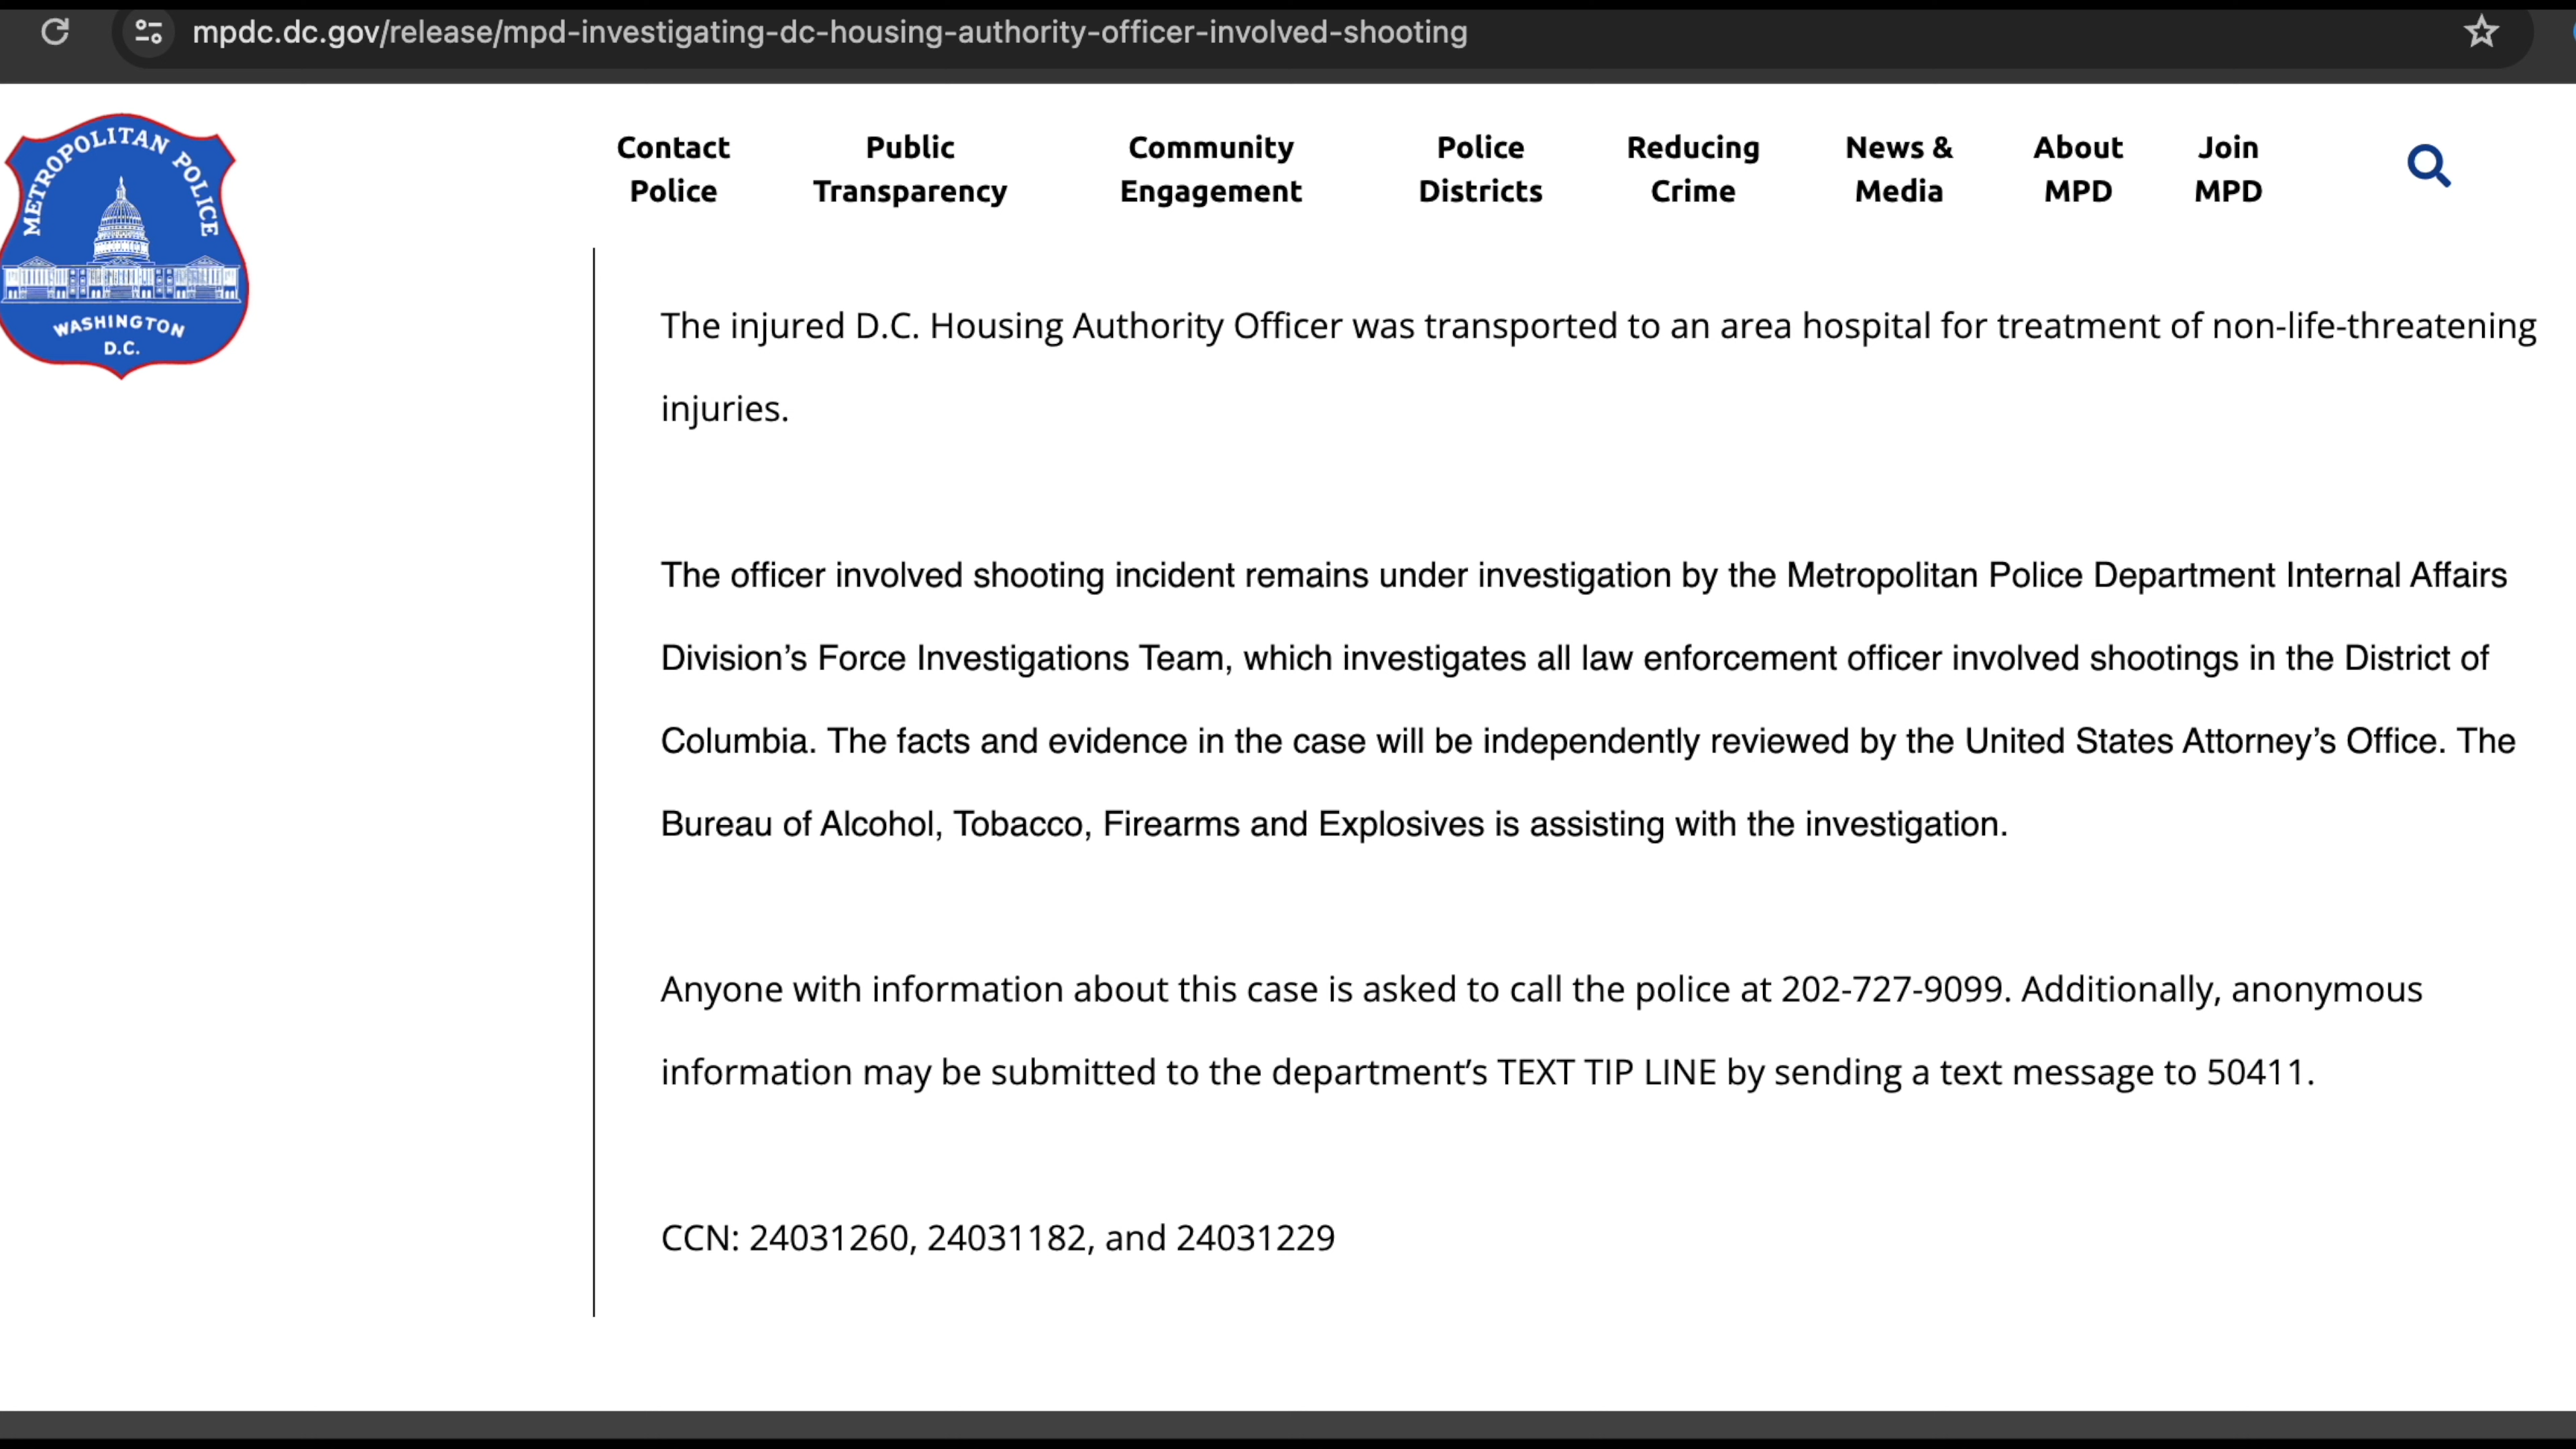 mpdc.dc.gov/release/mpd-investigating-dc-housing-authority-officer-involved-shooting
METROPOLITAN POLICE
WASHINGTON
D.C.
Contact Police
Public Transparency
Community Engagement
Police Districts
Reducing Crime
News & Media
About MPD
Join MPD
The injured D.C. Housing Authority Officer was transported to an area hospital for treatment of non-life-threatening
injuries.
The officer involved shooting incident remains under investigation by the Metropolitan Police Department Internal Affairs
Division’s Force Investigations Team, which investigates all law enforcement officer involved shootings in the District of
Columbia. The facts and evidence in the case will be independently reviewed by the United States Attorney’s Office. The
Bureau of Alcohol, Tobacco, Firearms and Explosives is assisting with the investigation.
Anyone with information about this case is asked to call the police at 202-727-9099. Additionally, anonymous
information may be submitted to the department’s TEXT TIP LINE by sending a text message to 50411.
CCN: 24031260, 24031182, and 24031229